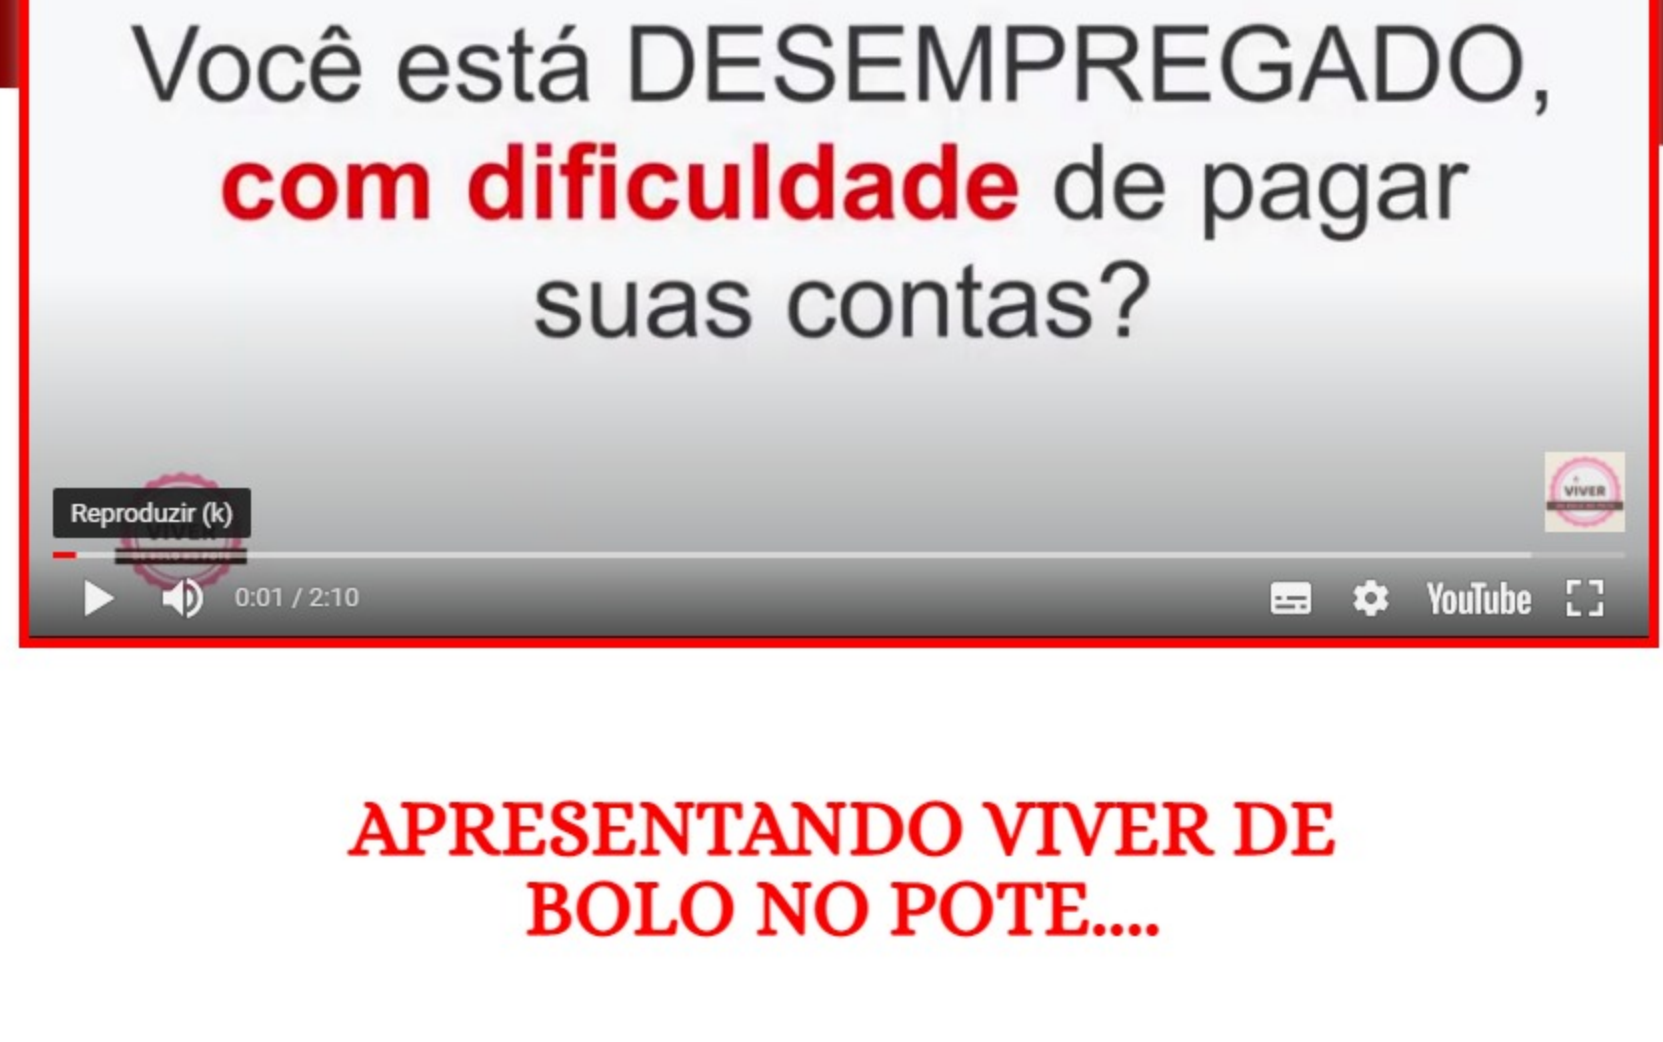 Você está DESEMPREGADO,
com dificuldade de pagar
suas contas?
VIVER
Reproduzir (k)
VIVER
0:01 / 2:10
YouTube
APRESENTANDO VIVER DE
BOLO NO POTE....